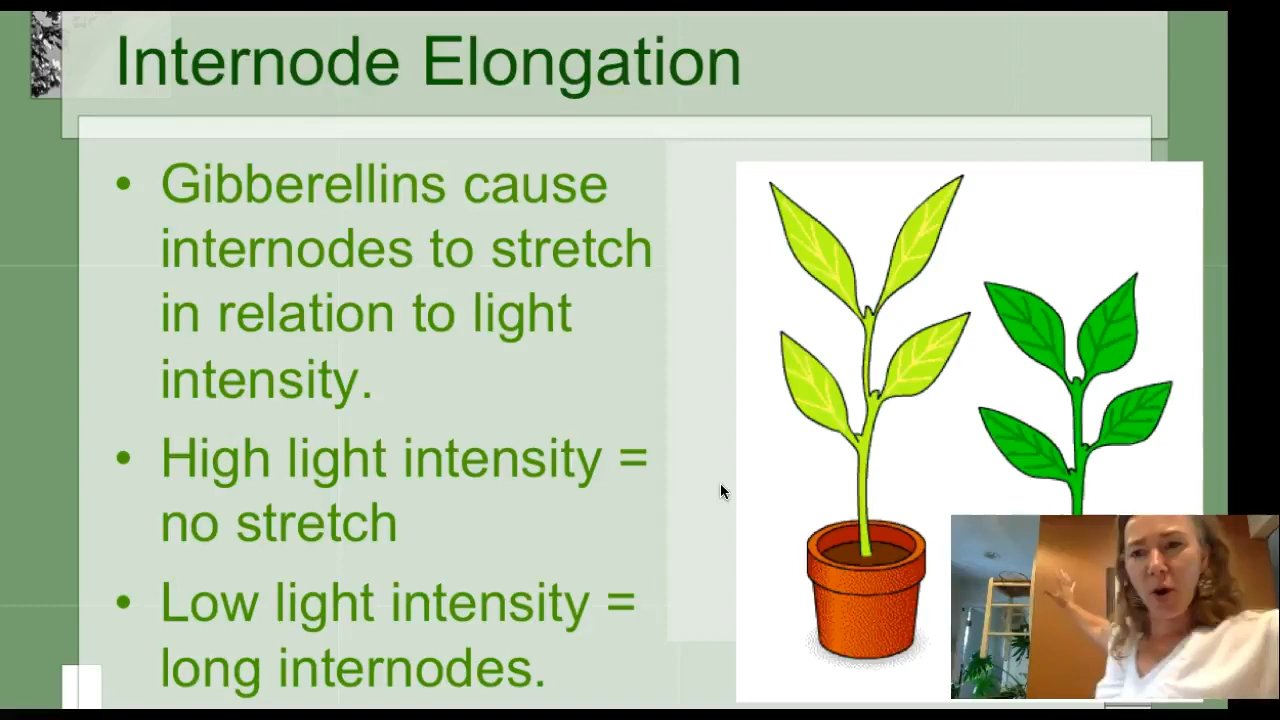 Internode Elongation
• Gibberellins cause
internodes to stretch
in relation to light
intensity.
• High light intensity =
no stretch
• Low light intensity =
long internodes.